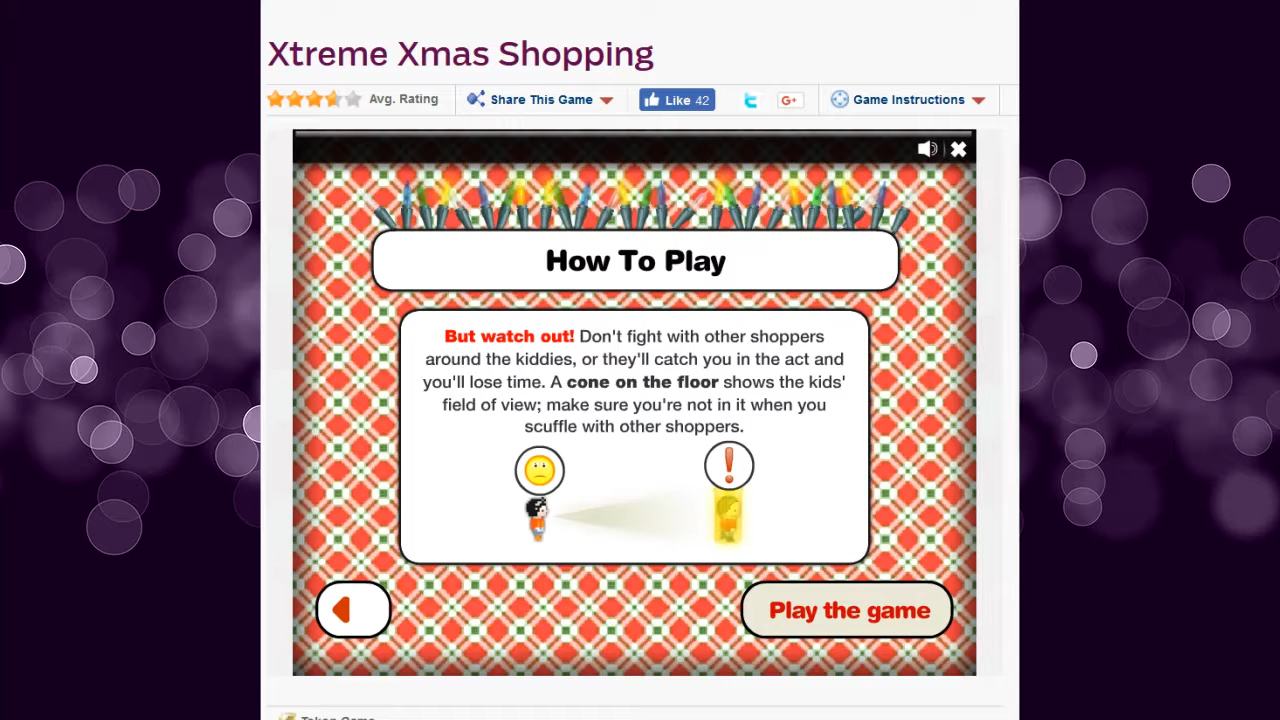 Xtreme Xmas Shopping
Avg. Rating
Share This Game
Like 42
G+
Game Instructions
How To Play
But watch out! Don't fight with other shoppers
around the kiddies, or they'll catch you in the act and
you'll lose time. A cone on the floor shows the kids'
field of view; make sure you're not in it when you
scuffle with other shoppers.
!
Play the game
Token Game